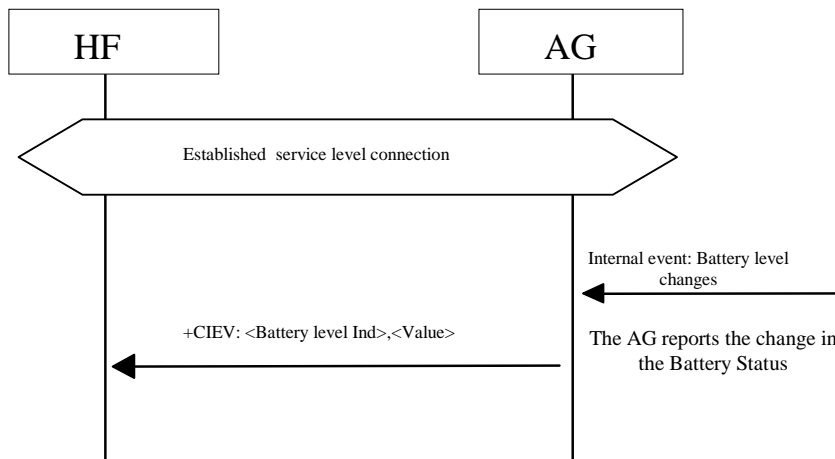 HF
AG
Established service level connection
Internal event: Battery level
changes
+CIEV: <Battery level Ind>,<Value>
The AG reports the change in
the Battery Status